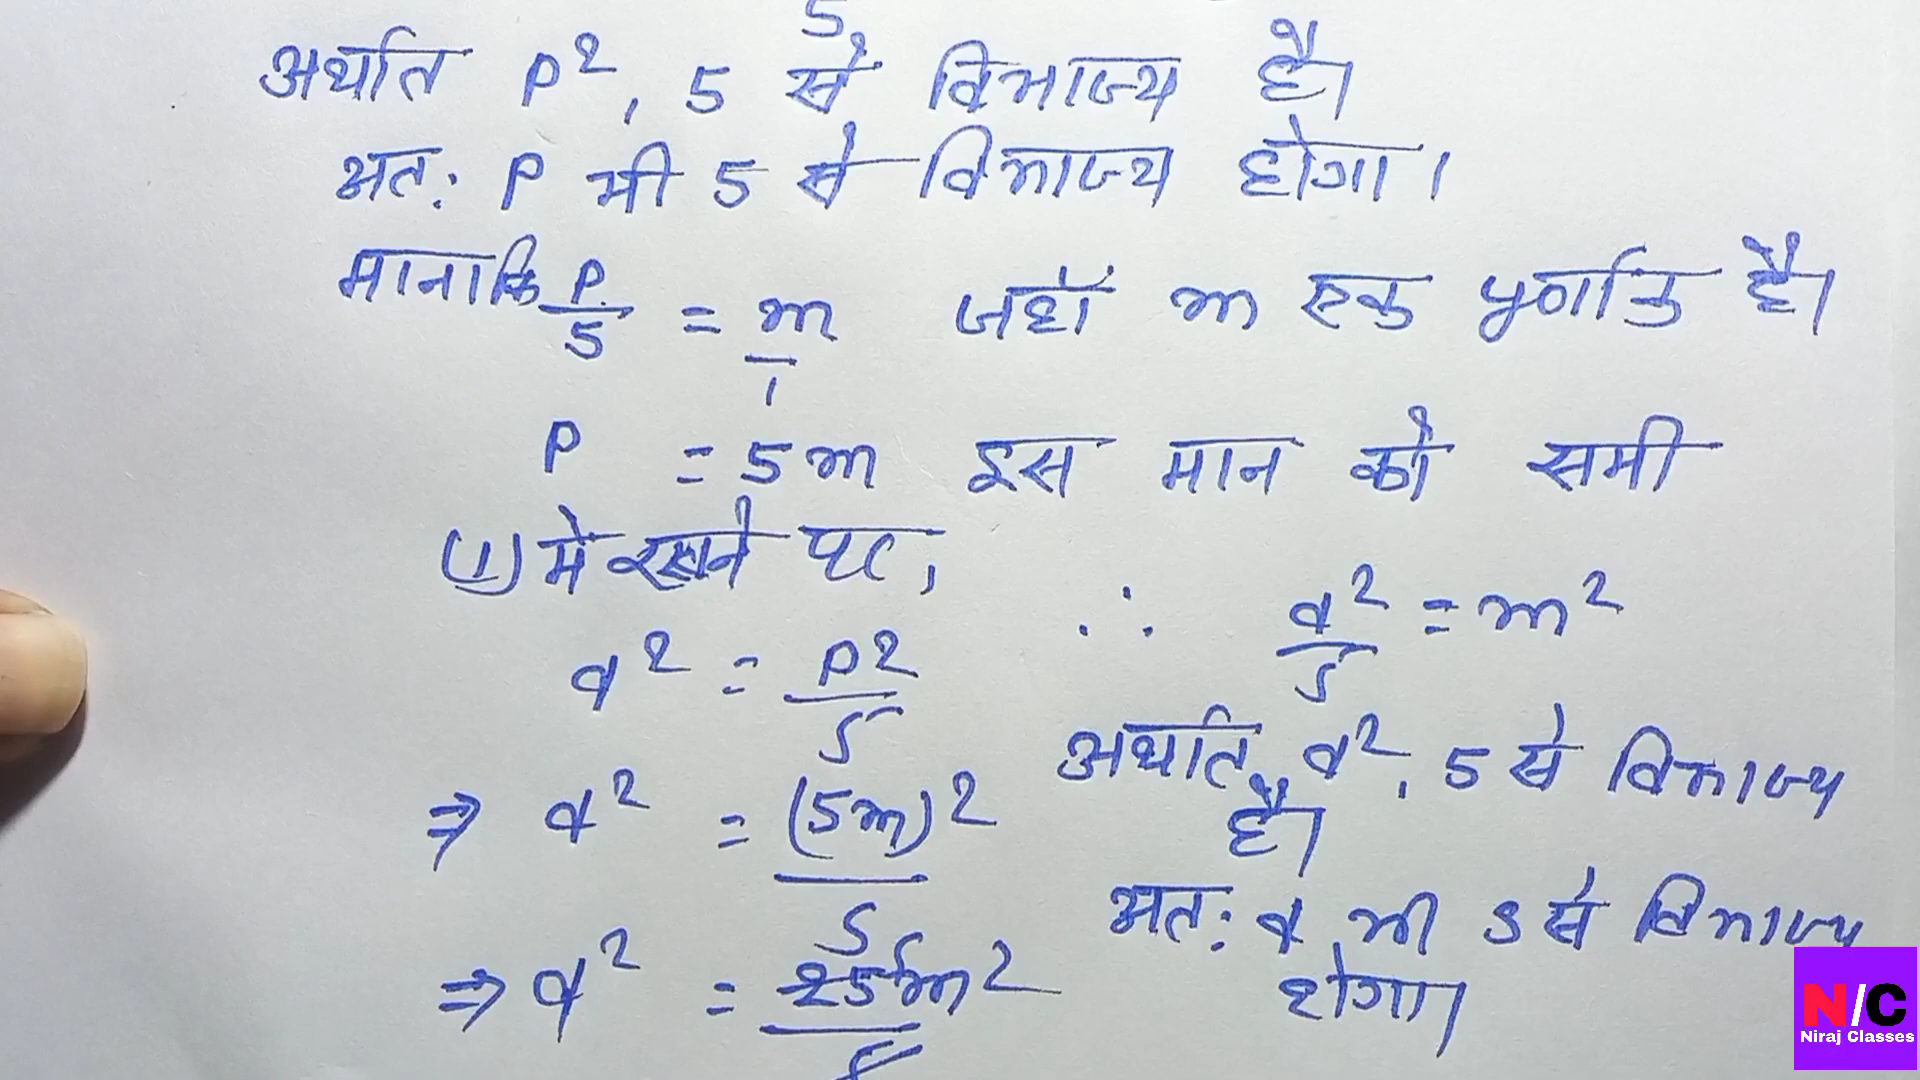 5
अर्थात P², 5 से विभाज्य है।
अतः P भी 5 से विभाज्य होगा।
मानाकि P/5 = m/1 जहाँ m एक पूर्णांक है।
P = 5m इस मान को समी
(1) में रखने पर,
q² = P²/5
⇒ q² = (5m)²/5
⇒ q² = 25m²/5
∴ q²/5 = m²
अर्थात q², 5 से विभाज्य
है।
अतः q भी 5 से विभाज्य
होगा।
N/C
Niraj Classes